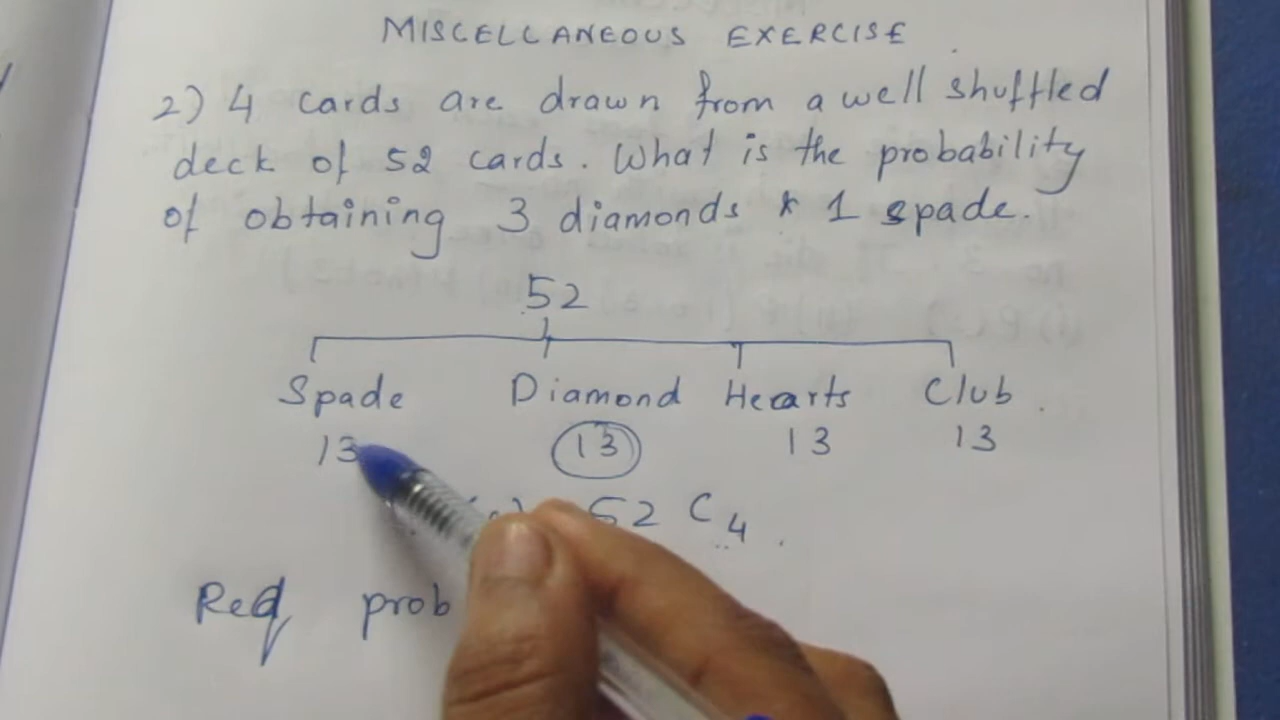 MISCELLANEOUS EXERCISE
2) 4 cards are drawn from a well shuffled
deck of 52 cards. What is the probability
of obtaining 3 diamonds & 1 spade.
52
Spade Diamond Hearts Club
13 13 13 13
52 C4
Req prob